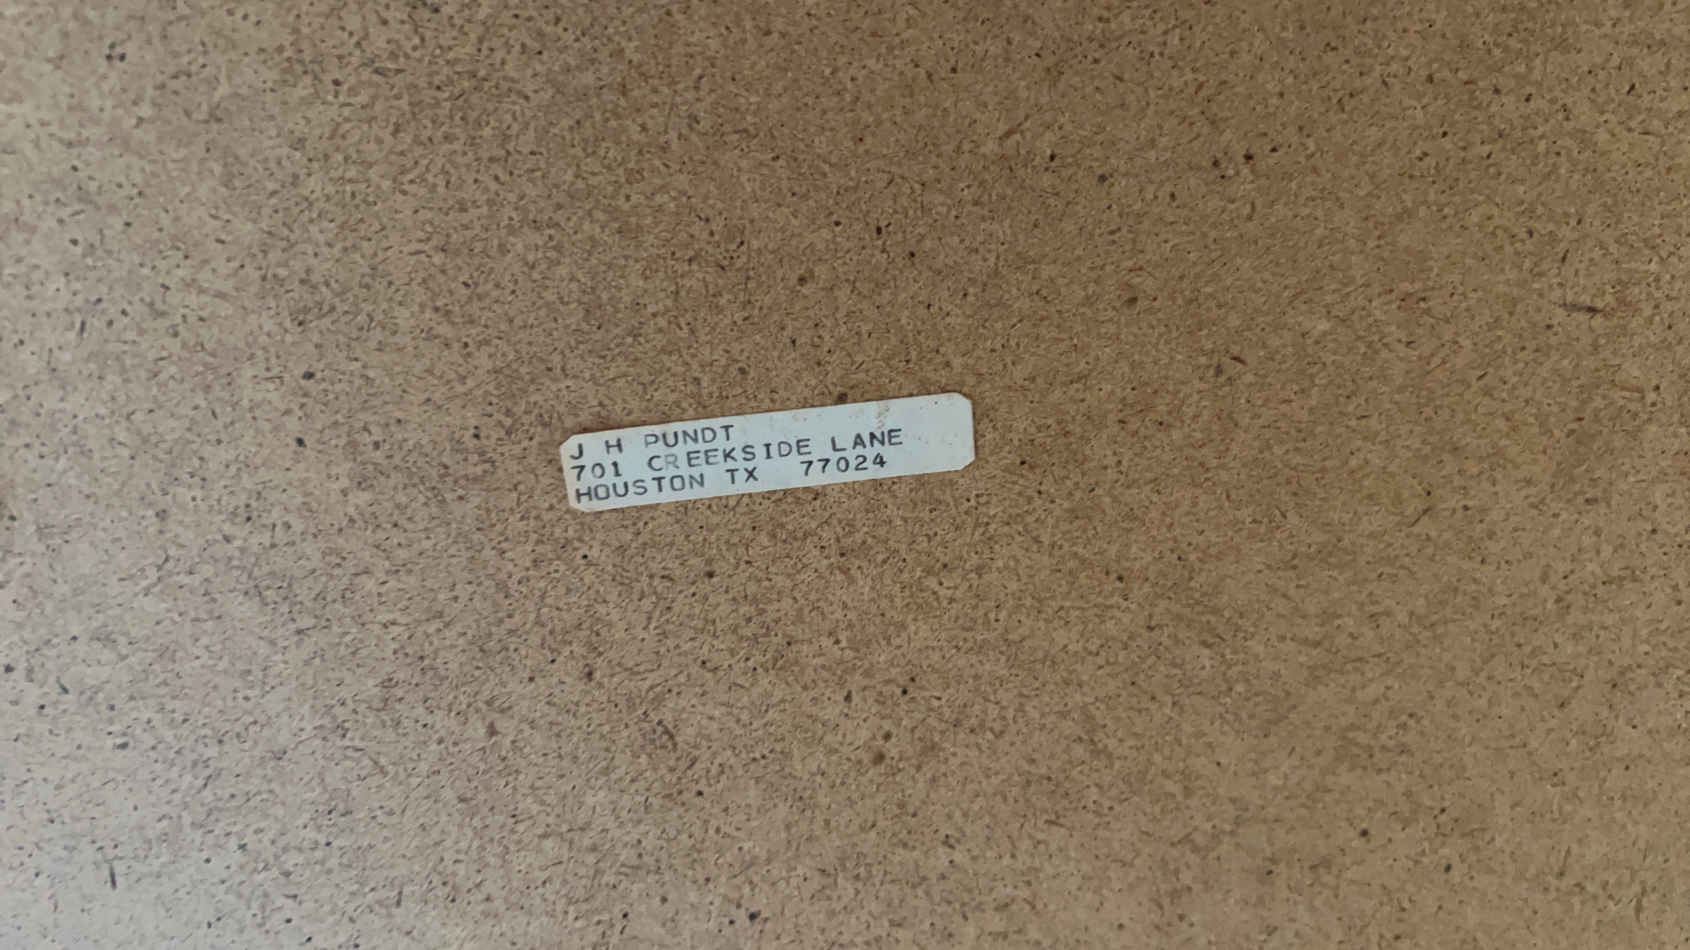 J H PUNDT
701 CREEKSIDE LANE
HOUSTON TX 77024